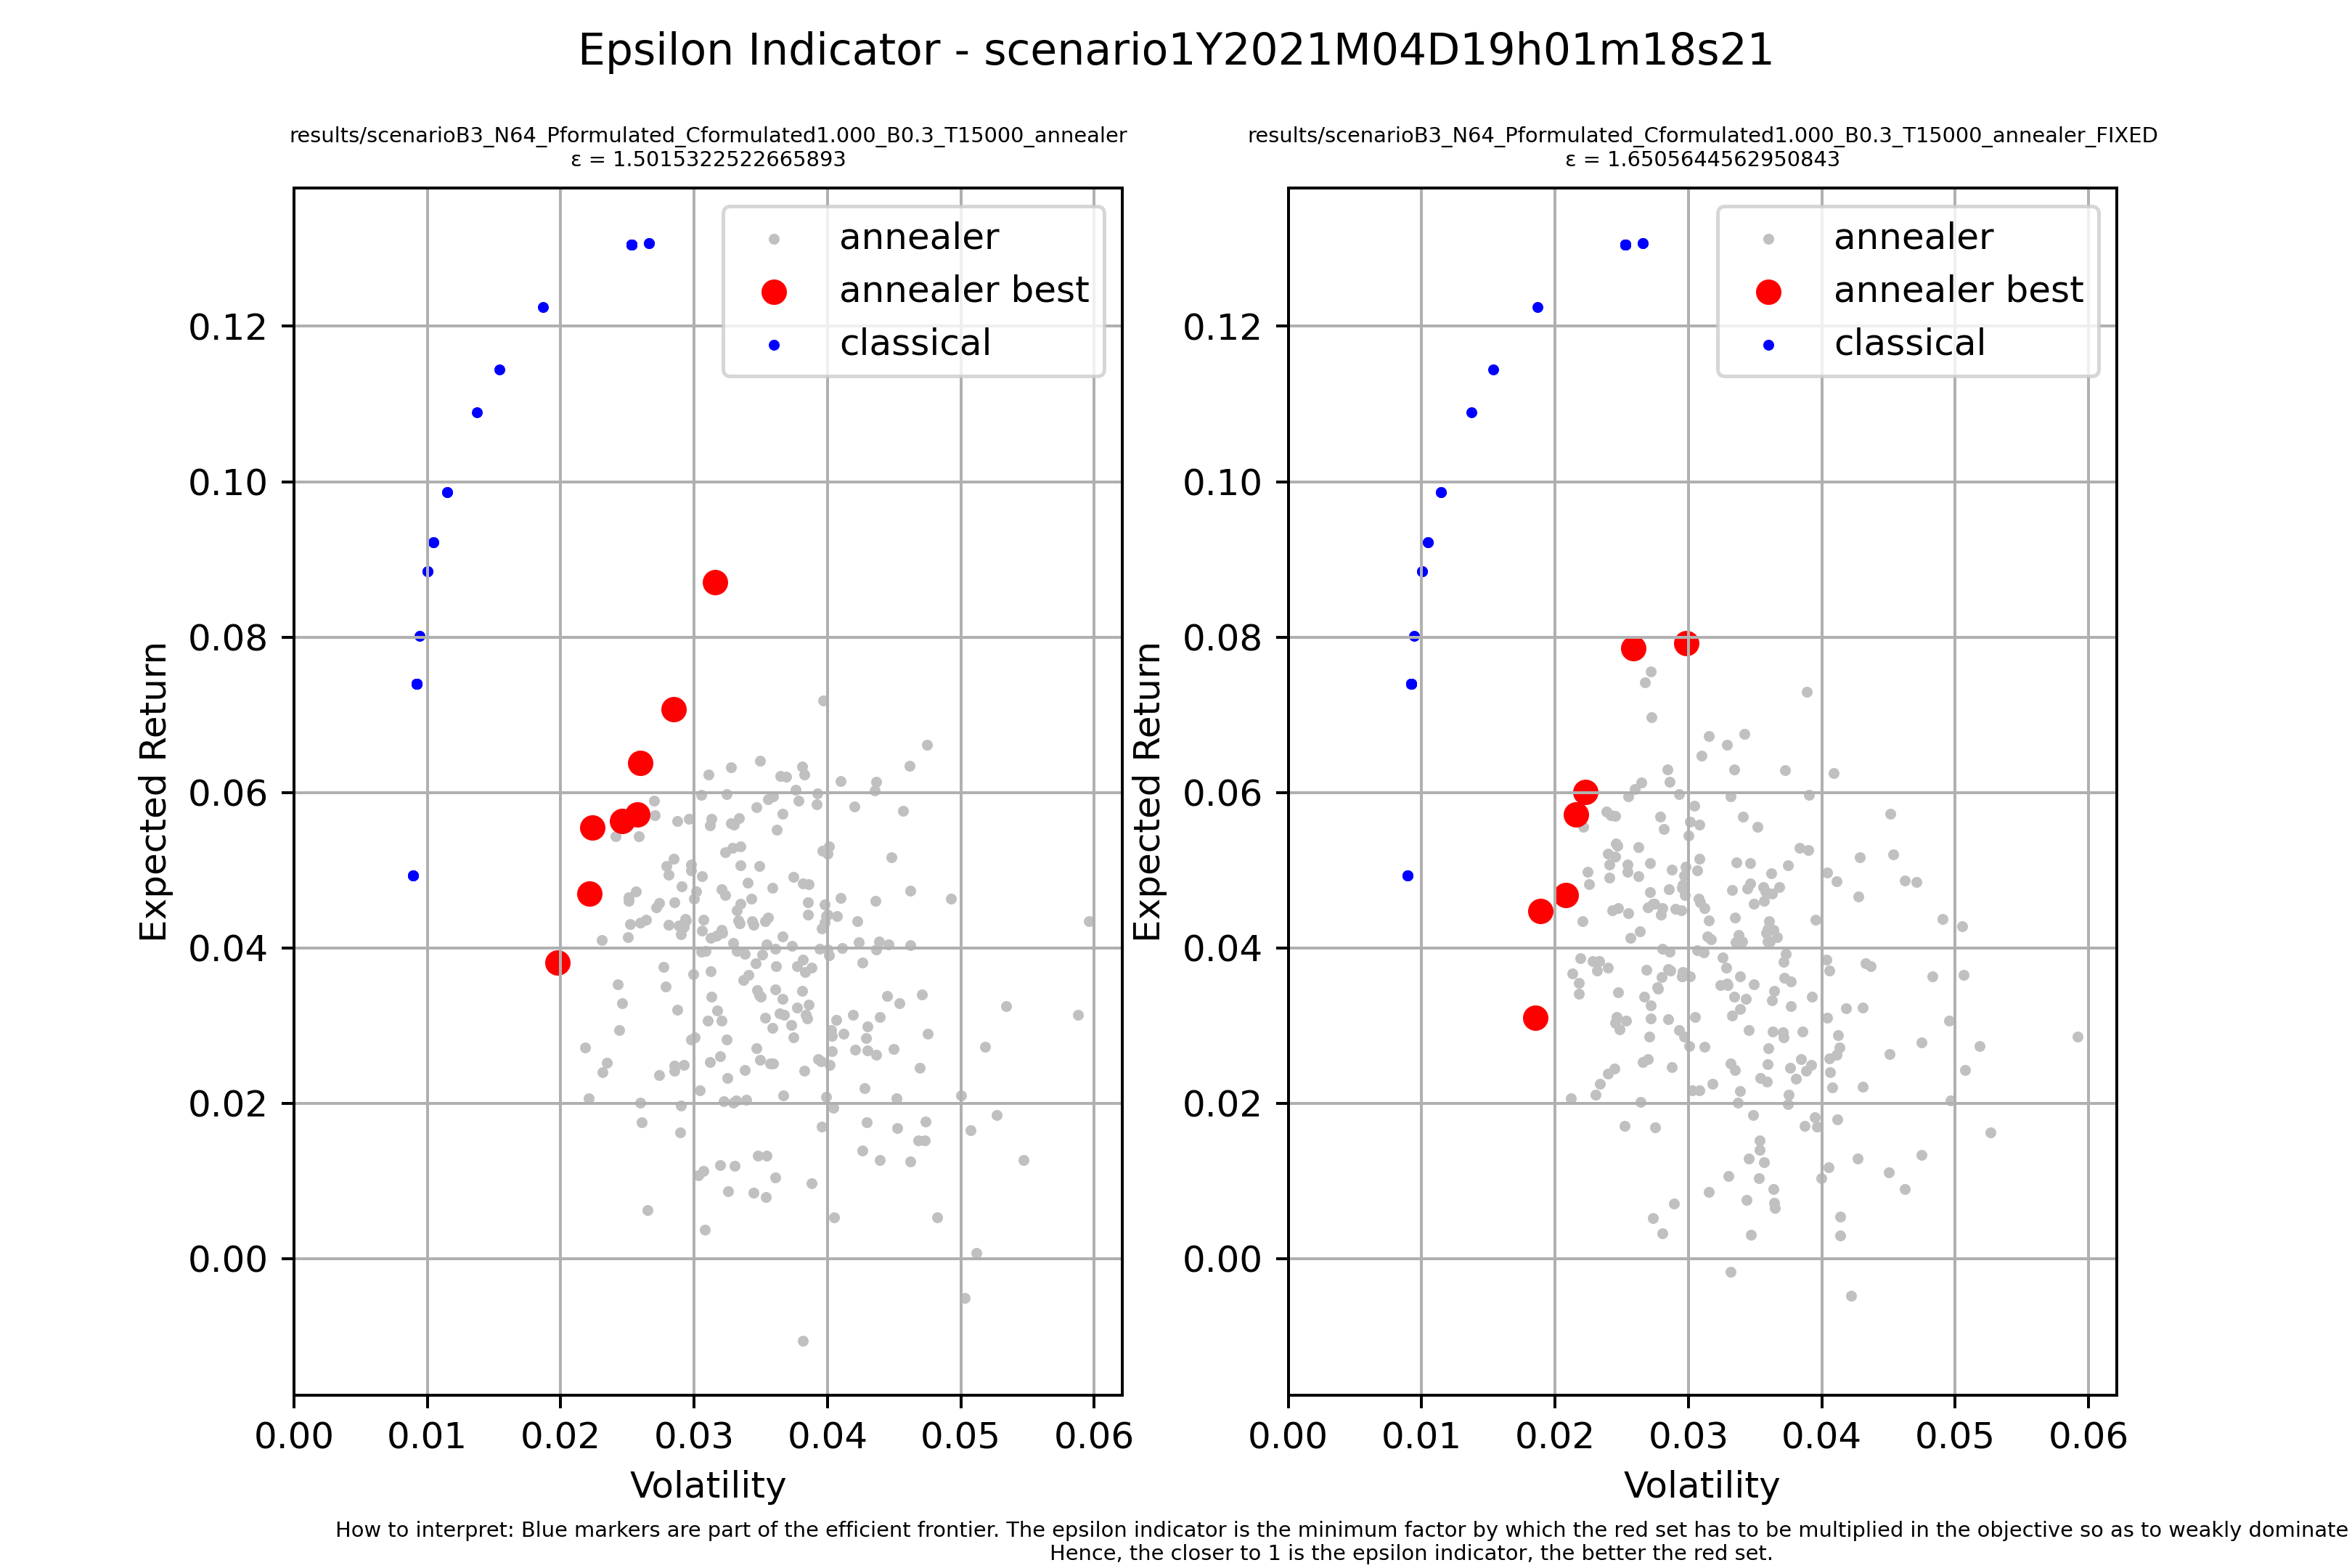 Epsilon Indicator - scenario1Y2021M04D19h01m18s21
results/scenarioB3_N64_Pformulated_Cformulated1.000_B0.3_T15000_annealer
ε = 1.5015322522665893
annealer
annealer best
classical
Expected Return
0.12
0.10
0.08
0.06
0.04
0.02
0.00
0.00 0.01 0.02 0.03 0.04 0.05 0.06
Volatility
results/scenarioB3_N64_Pformulated_Cformulated1.000_B0.3_T15000_annealer_FIXED
ε = 1.6505644562950843
annealer
annealer best
classical
Expected Return
0.12
0.10
0.08
0.06
0.04
0.02
0.00
0.00 0.01 0.02 0.03 0.04 0.05 0.06
Volatility
How to interpret: Blue markers are part of the efficient frontier. The epsilon indicator is the minimum factor by which the red set has to be multiplied in the objective so as to weakly dominate
Hence, the closer to 1 is the epsilon indicator, the better the red set.